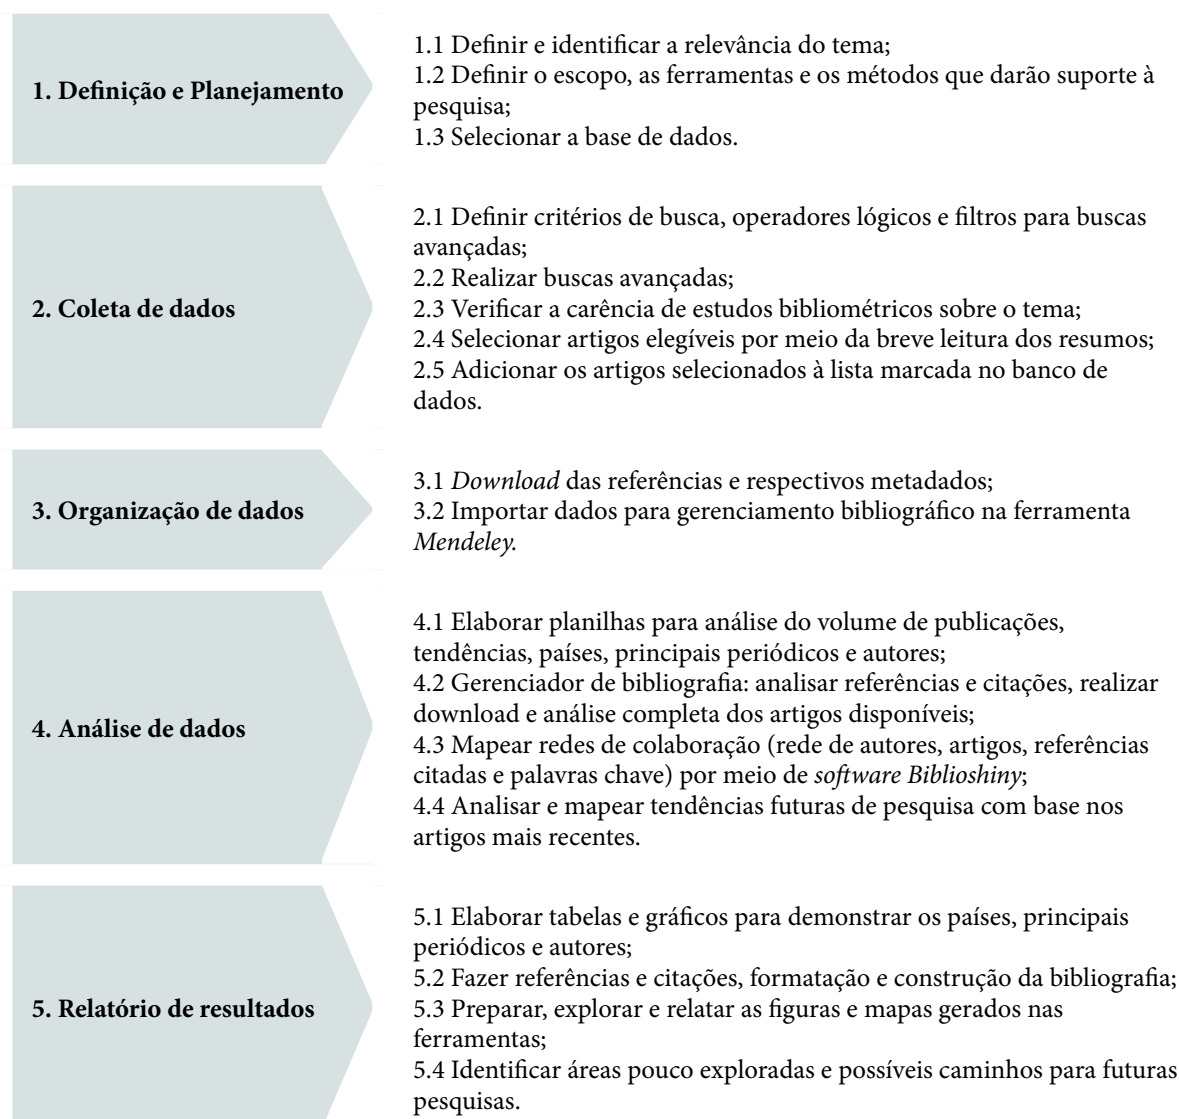 1. Definição e Planejamento
1.1 Definir e identificar a relevância do tema;
1.2 Definir o escopo, as ferramentas e os métodos que darão suporte à
pesquisa;
1.3 Selecionar a base de dados.
2. Coleta de dados
2.1 Definir critérios de busca, operadores lógicos e filtros para buscas
avançadas;
2.2 Realizar buscas avançadas;
2.3 Verificar a carência de estudos bibliométricos sobre o tema;
2.4 Selecionar artigos elegíveis por meio da breve leitura dos resumos;
2.5 Adicionar os artigos selecionados à lista marcada no banco de
dados.
3. Organização de dados
3.1 Download das referências e respectivos metadados;
3.2 Importar dados para gerenciamento bibliográfico na ferramenta
Mendeley.
4. Análise de dados
4.1 Elaborar planilhas para análise do volume de publicações,
tendências, países, principais periódicos e autores;
4.2 Gerenciador de bibliografia: analisar referências e citações, realizar
download e análise completa dos artigos disponíveis;
4.3 Mapear redes de colaboração (rede de autores, artigos, referências
citadas e palavras chave) por meio de software Biblioshiny;
4.4 Analisar e mapear tendências futuras de pesquisa com base nos
artigos mais recentes.
5. Relatório de resultados
5.1 Elaborar tabelas e gráficos para demonstrar os países, principais
periódicos e autores;
5.2 Fazer referências e citações, formatação e construção da bibliografia;
5.3 Preparar, explorar e relatar as figuras e mapas gerados nas
ferramentas;
5.4 Identificar áreas pouco exploradas e possíveis caminhos para futuras
pesquisas.